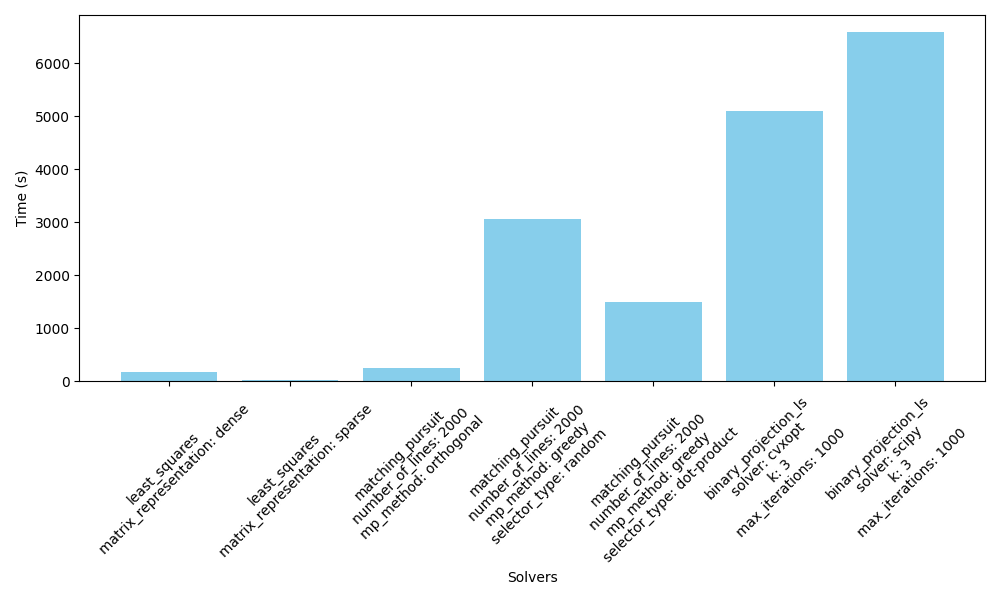 6000
5000
4000
3000
2000
1000
0
Time (s)
least_squares
matrix_representation: dense
least_squares
matrix_representation: sparse
matching_pursuit
number_of_lines: 2000
mp_method: orthogonal
matching_pursuit
number_of_lines: 2000
mp_method: greedy
selector_type: random
matching_pursuit
number_of_lines: 2000
mp_method: greedy
selector_type: dot-product
binary_projection_ls
solver: cvxopt
k: 3
max_iterations: 1000
binary_projection_ls
solver: scipy
k: 3
max_iterations: 1000
Solvers